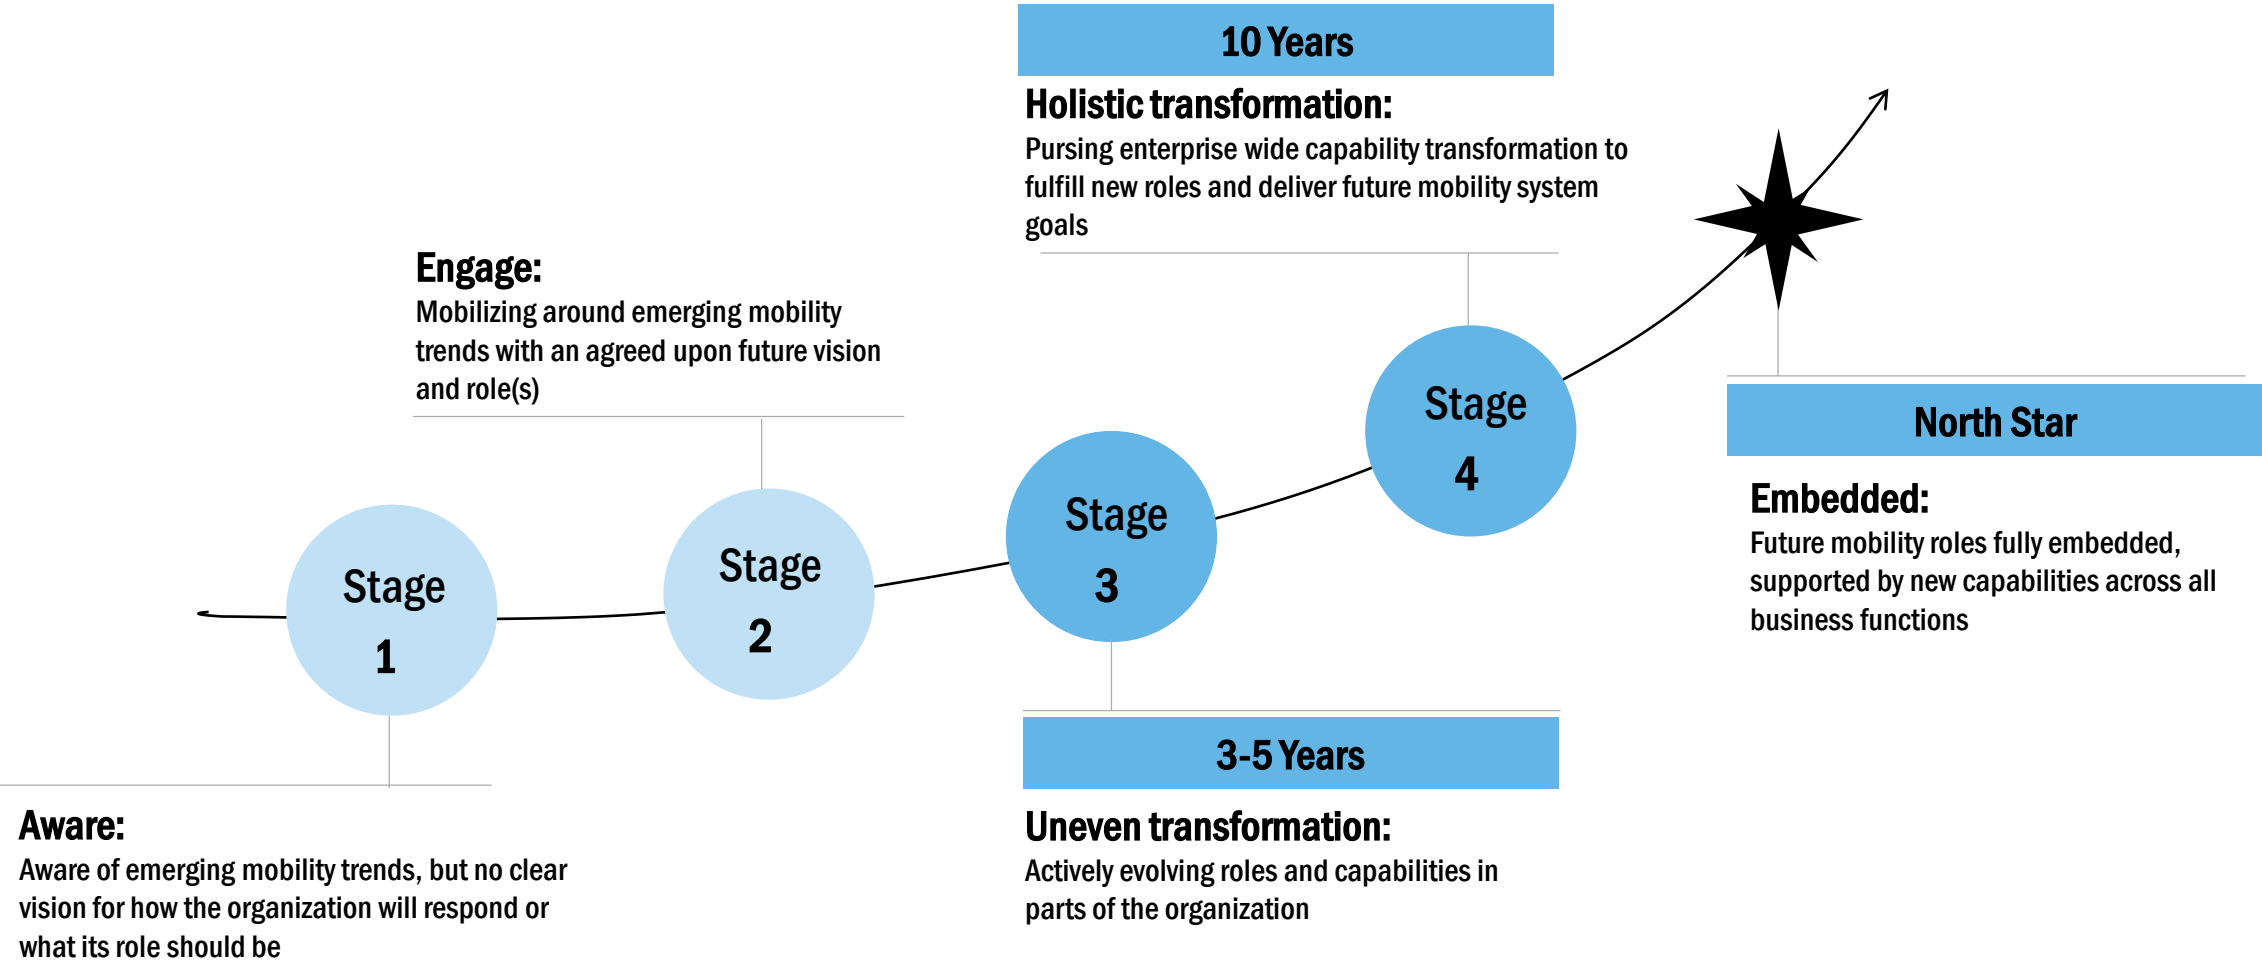 10 Years
Holistic transformation:
Pursing enterprise wide capability transformation to
fulfill new roles and deliver future mobility system
goals
Engage:
Mobilizing around emerging mobility
trends with an agreed upon future vision
and role(s)
Stage
1
Stage
2
Stage
3
Stage
4
North Star
Embedded:
Future mobility roles fully embedded,
supported by new capabilities across all
business functions
3-5 Years
Uneven transformation:
Actively evolving roles and capabilities in
parts of the organization
Aware:
Aware of emerging mobility trends, but no clear
vision for how the organization will respond or
what its role should be